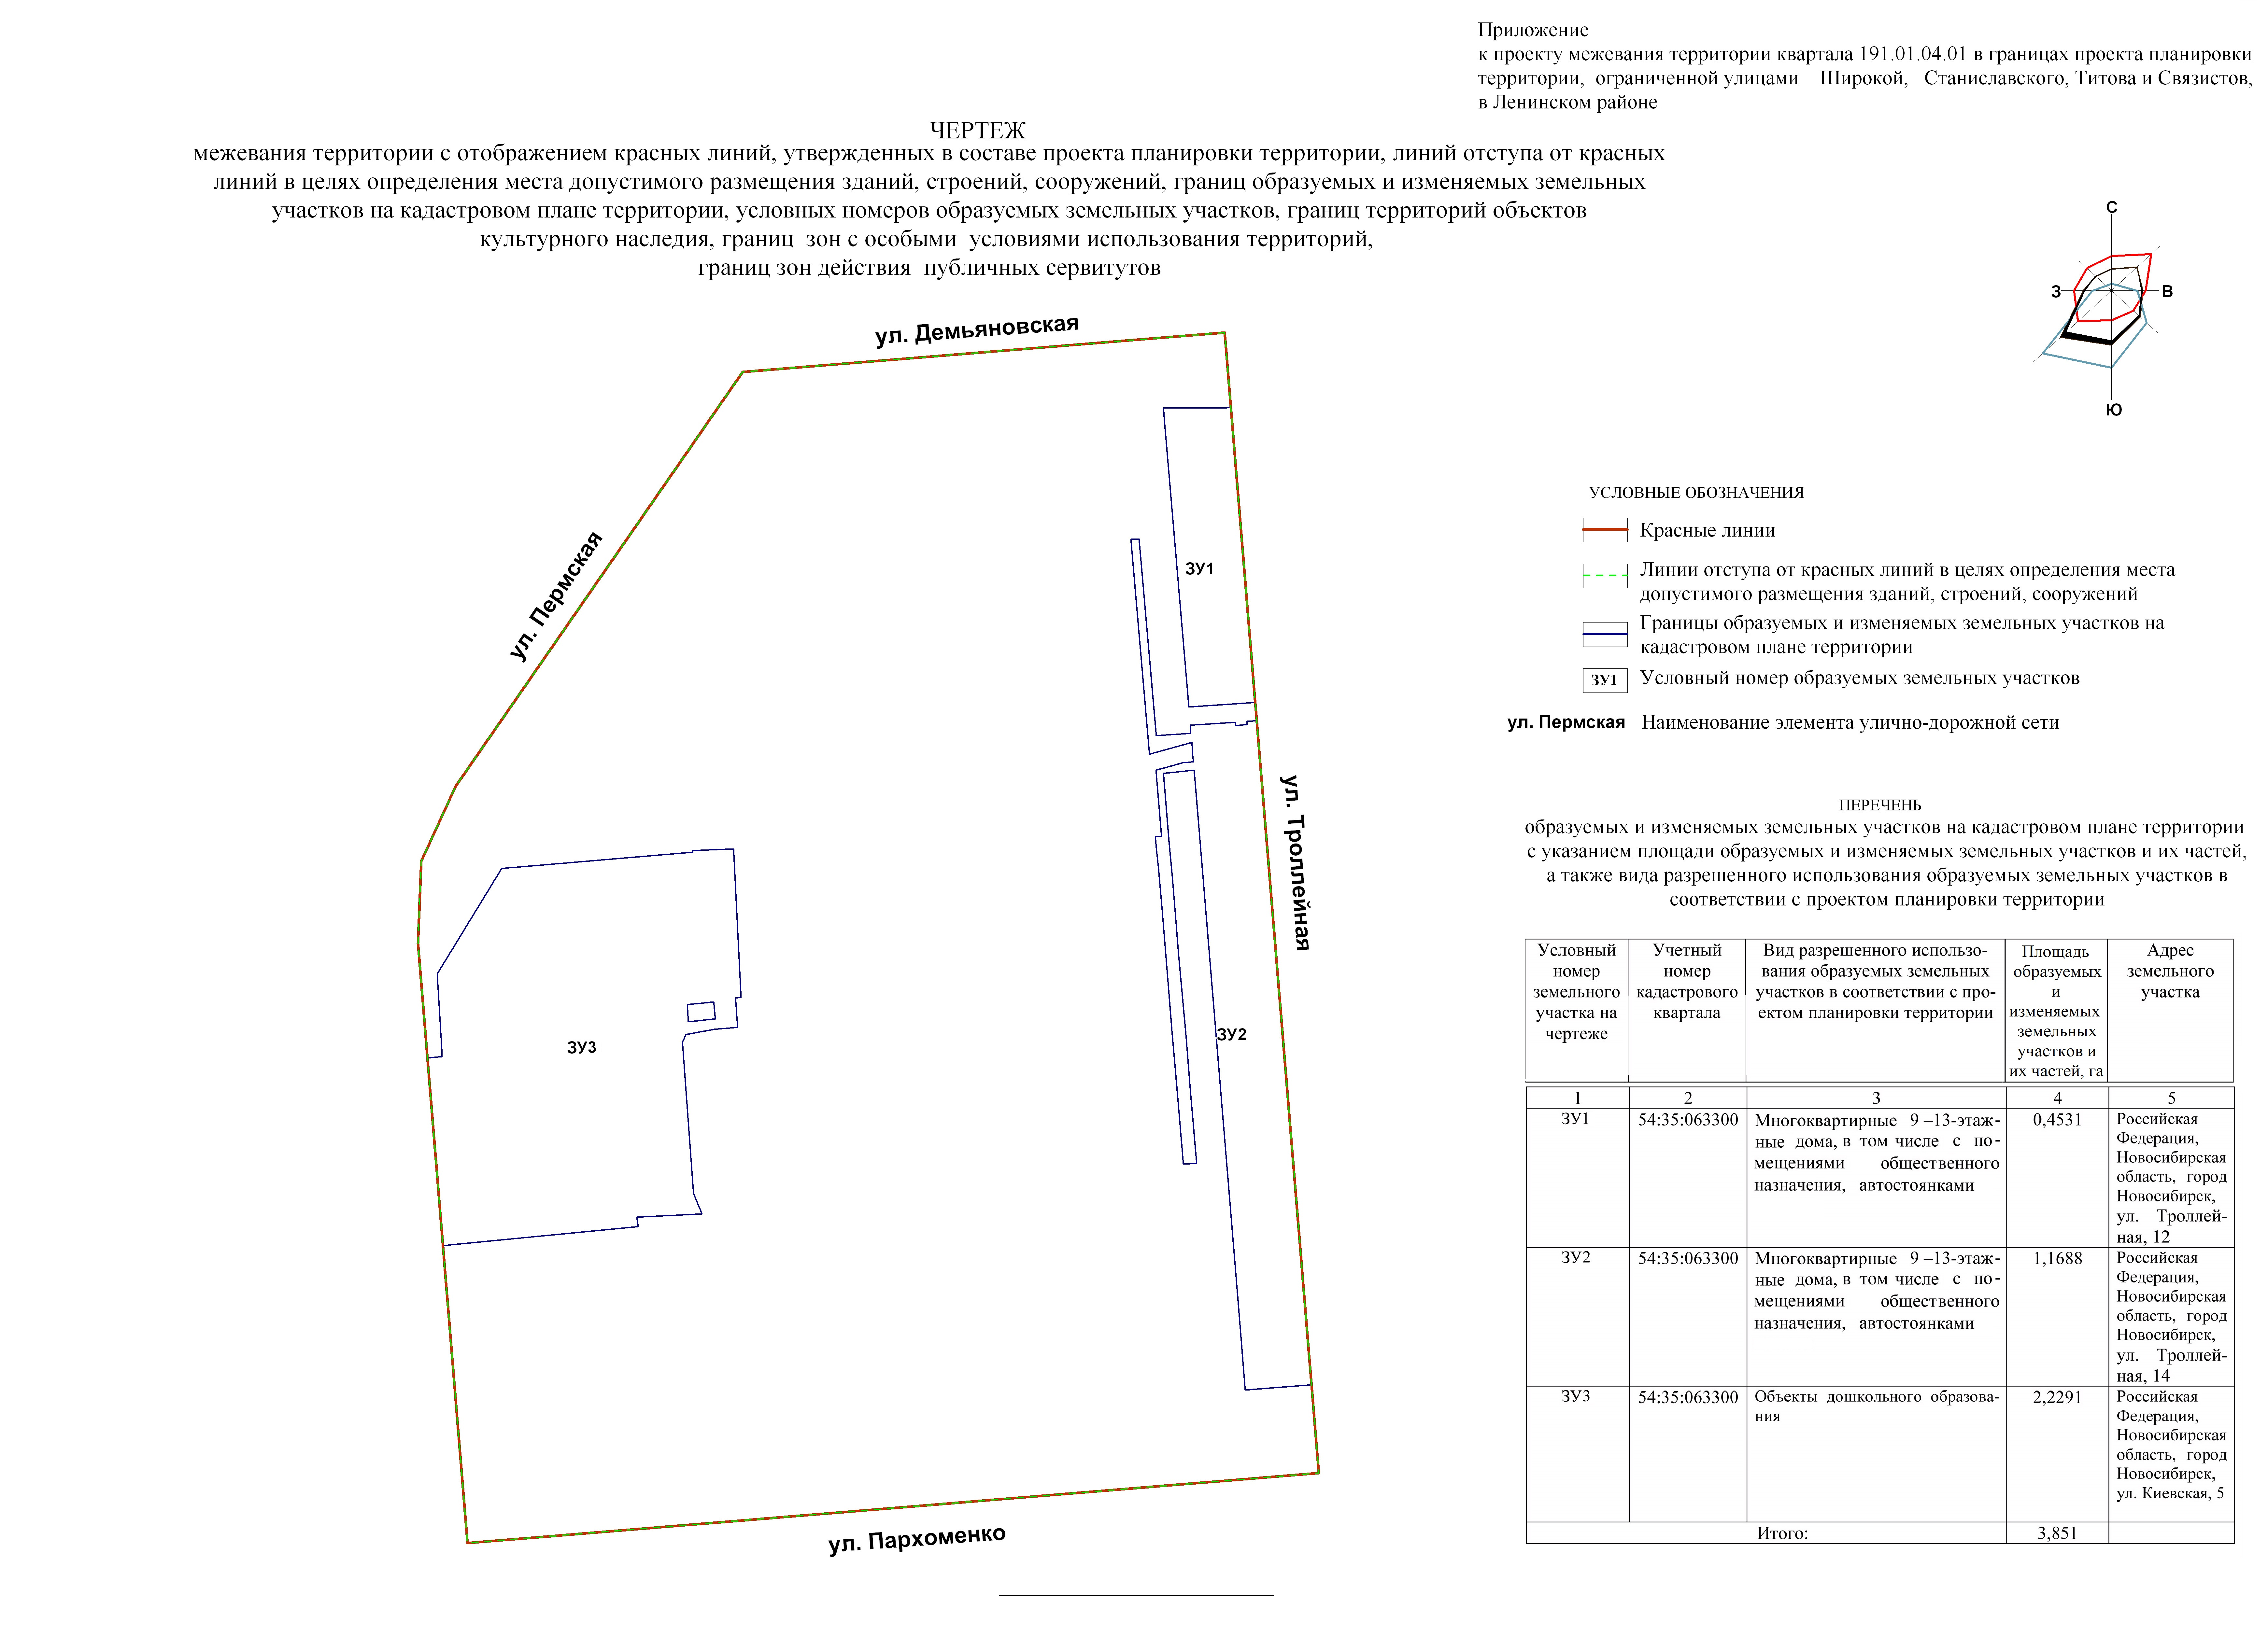 Приложение
к проекту межевания территории квартала 191.01.04.01 в границах проекта планировки
территории, ограниченной улицами Широкой, Станиславского, Титова и Связистов,
в Ленинском районе
ЧЕРТЕЖ
межевания территории с отображением красных линий, утвержденных в составе проекта планировки территории, линий отступа от красных
линий в целях определения места допустимого размещения зданий, строений, сооружений, границ образуемых и изменяемых земельных
участков на кадастровом плане территории, условных номеров образуемых земельных участков, границ территорий объектов
культурного наследия, границ зон с особыми условиями использования территорий,
границ зон действия публичных сервитутов
С
З
В
Ю
ул. Демьяновская
ул. Пермская
ул. Троллейная
ул. Пархоменко
ЗУ1
ЗУ2
ЗУ3
УСЛОВНЫЕ ОБОЗНАЧЕНИЯ
Красные линии
Линии отступа от красных линий в целях определения места
допустимого размещения зданий, строений, сооружений
Границы образуемых и изменяемых земельных участков на
кадастровом плане территории
ЗУ1 Условный номер образуемых земельных участков
ул. Пермская Наименование элемента улично-дорожной сети
ПЕРЕЧЕНЬ
образуемых и изменяемых земельных участков на кадастровом плане территории
с указанием площади образуемых и изменяемых земельных участков и их частей,
а также вида разрешенного использования образуемых земельных участков в
соответствии с проектом планировки территории
Условный
номер
земельного
участка на
чертеже
Учетный
номер
кадастрового
квартала
Вид разрешенного использо-
вания образуемых земельных
участков в соответствии с про-
ектом планировки территории
Площадь
образуемых
и
изменяемых
земельных
участков и
их частей, га
Адрес
земельного
участка
1 2 3 4 5
ЗУ1
54:35:063300
Многоквартирные 9 –13-этаж-
ные дома, в том числе с по-
мещениями общественного
назначения, автостоянками
0,4531
Российская
Федерация,
Новосибирская
область, город
Новосибирск,
ул. Троллей-
ная, 12
ЗУ2
54:35:063300
Многоквартирные 9 –13-этаж-
ные дома, в том числе с по-
мещениями общественного
назначения, автостоянками
1,1688
Российская
Федерация,
Новосибирская
область, город
Новосибирск,
ул. Троллей-
ная, 14
ЗУ3
54:35:063300
Объекты дошкольного образова-
ния
2,2291
Российская
Федерация,
Новосибирская
область, город
Новосибирск,
ул. Киевская, 5
Итого: 3,851